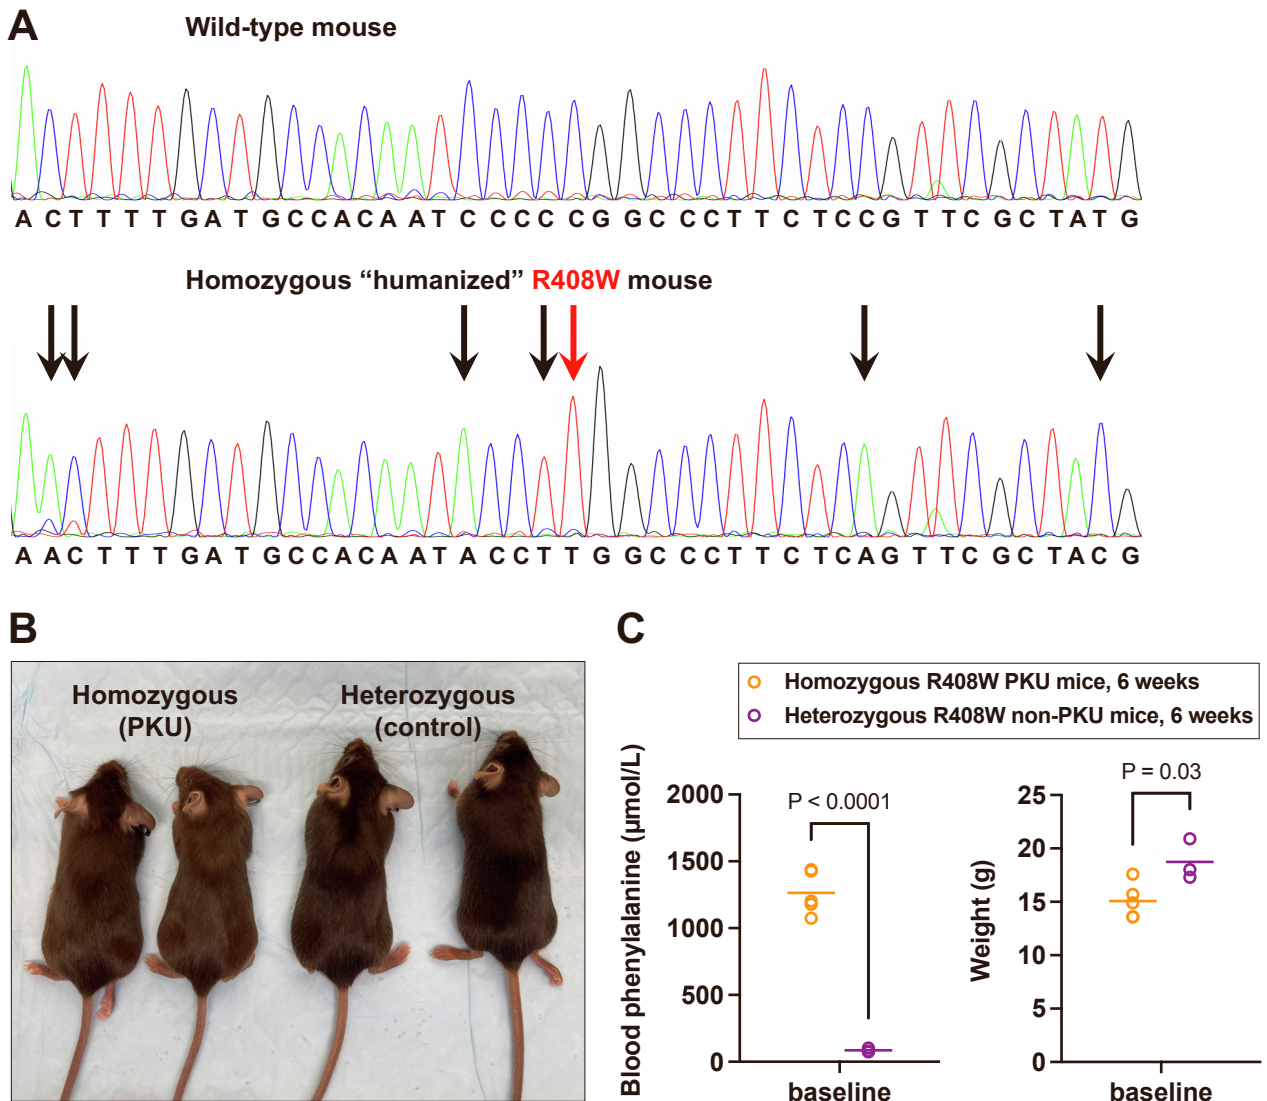 A
Wild-type mouse
A C T T T T G A T G C C A C A A T C C C C C G G C C C T T C T C C G T T C G C T A T G
Homozygous “humanized” R408W mouse
A A C T T T G A T G C C A C A A T A C C T T G G C C C T T C T C A G T T C G C T A C G
B
Homozygous
(PKU)
Heterozygous
(control)
C
Homozygous R408W PKU mice, 6 weeks
Heterozygous R408W non-PKU mice, 6 weeks
Blood phenylalanine (µmol/L)
2000
1500
1000
500
0
P < 0.0001
baseline
Weight (g)
25
20
15
10
5
0
P = 0.03
baseline